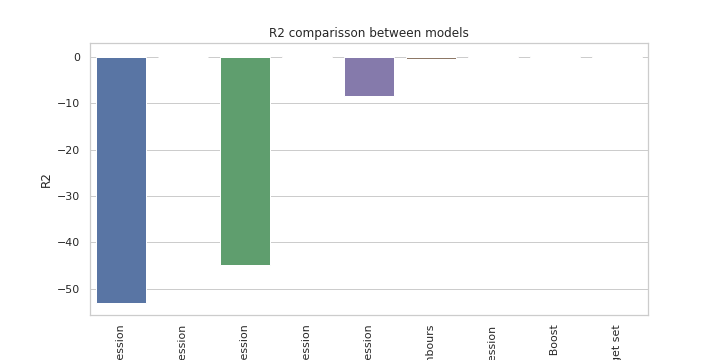 R2 comparisson between models
0
−10
−20
−30
−40
−50
R2
ession
ession
ession
ession
ession
nbours
ession
Boost
jet set